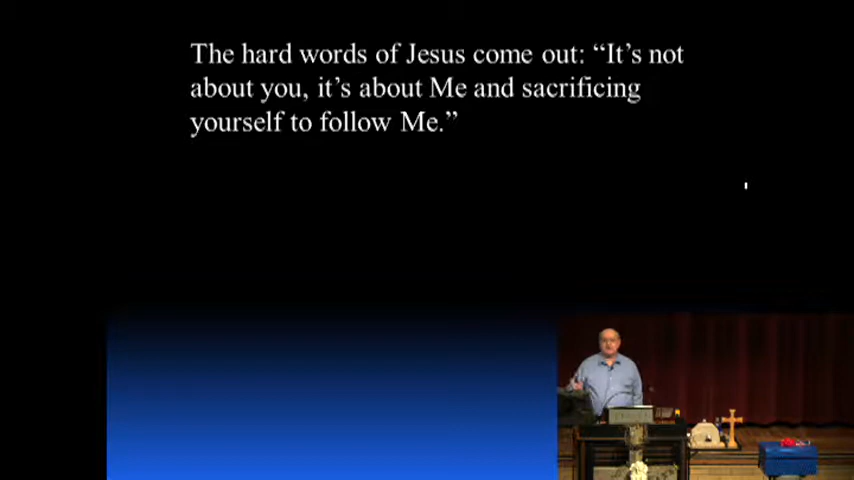 The hard words of Jesus come out: “It’s not
about you, it’s about Me and sacrificing
yourself to follow Me.”